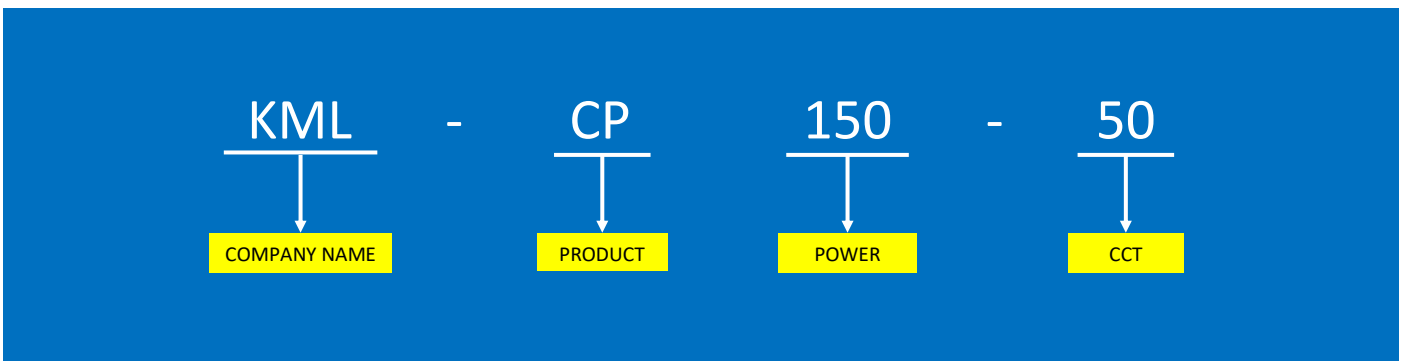 KML - CP 150 - 50
COMPANY NAME PRODUCT POWER CCT